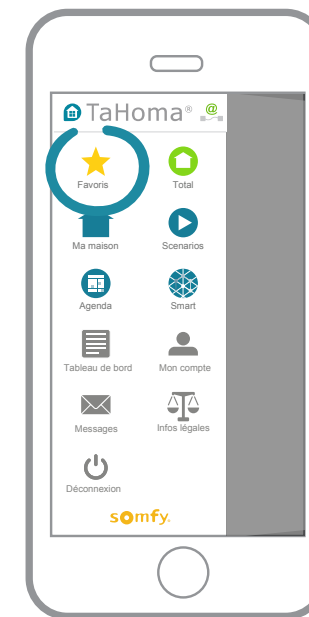 TaHoma® @
Favoris Total
Ma maison Scenarios
Agenda Smart
Tableau de bord Mon compte
Messages Infos légales
Déconnexion
somfy.